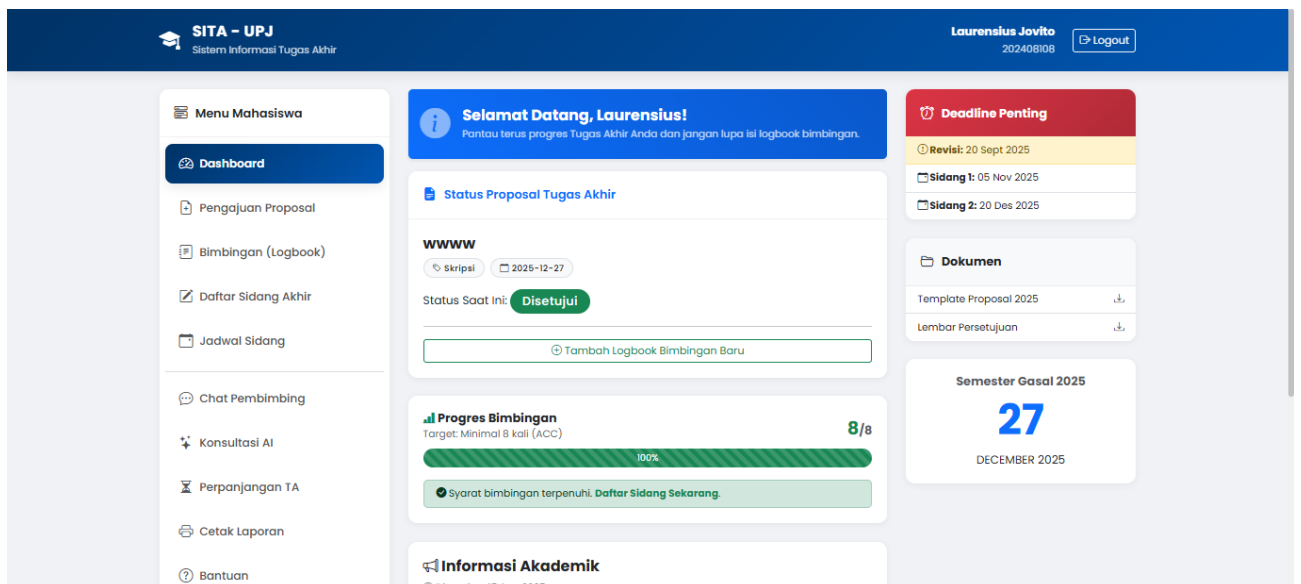 SITA - UPJ
Sistem Informasi Tugas Akhir
Laurensius Jovito
202408108
Logout
Menu Mahasiswa
Dashboard
Pengajuan Proposal
Bimbingan (Logbook)
Daftar Sidang Akhir
Jadwal Sidang
Chat Pembimbing
Konsultasi AI
Perpanjangan TA
Cetak Laporan
Bantuan
Selamat Datang, Laurensius!
Pantau terus progres Tugas Akhir Anda dan jangan lupa isi logbook bimbingan.
Status Proposal Tugas Akhir
wwww
Skripsi
2025-12-27
Status Saat Ini: Disetujui
Tambah Logbook Bimbingan Baru
Progres Bimbingan
Target: Minimal 8 kali (ACC)
8/8
100%
Syarat bimbingan terpenuhi. Daftar Sidang Sekarang.
Informasi Akademik
Deadline Penting
Revisi: 20 Sept 2025
Sidang 1: 05 Nov 2025
Sidang 2: 20 Des 2025
Dokumen
Template Proposal 2025
Lembar Persetujuan
Semester Gasal 2025
27
DECEMBER 2025